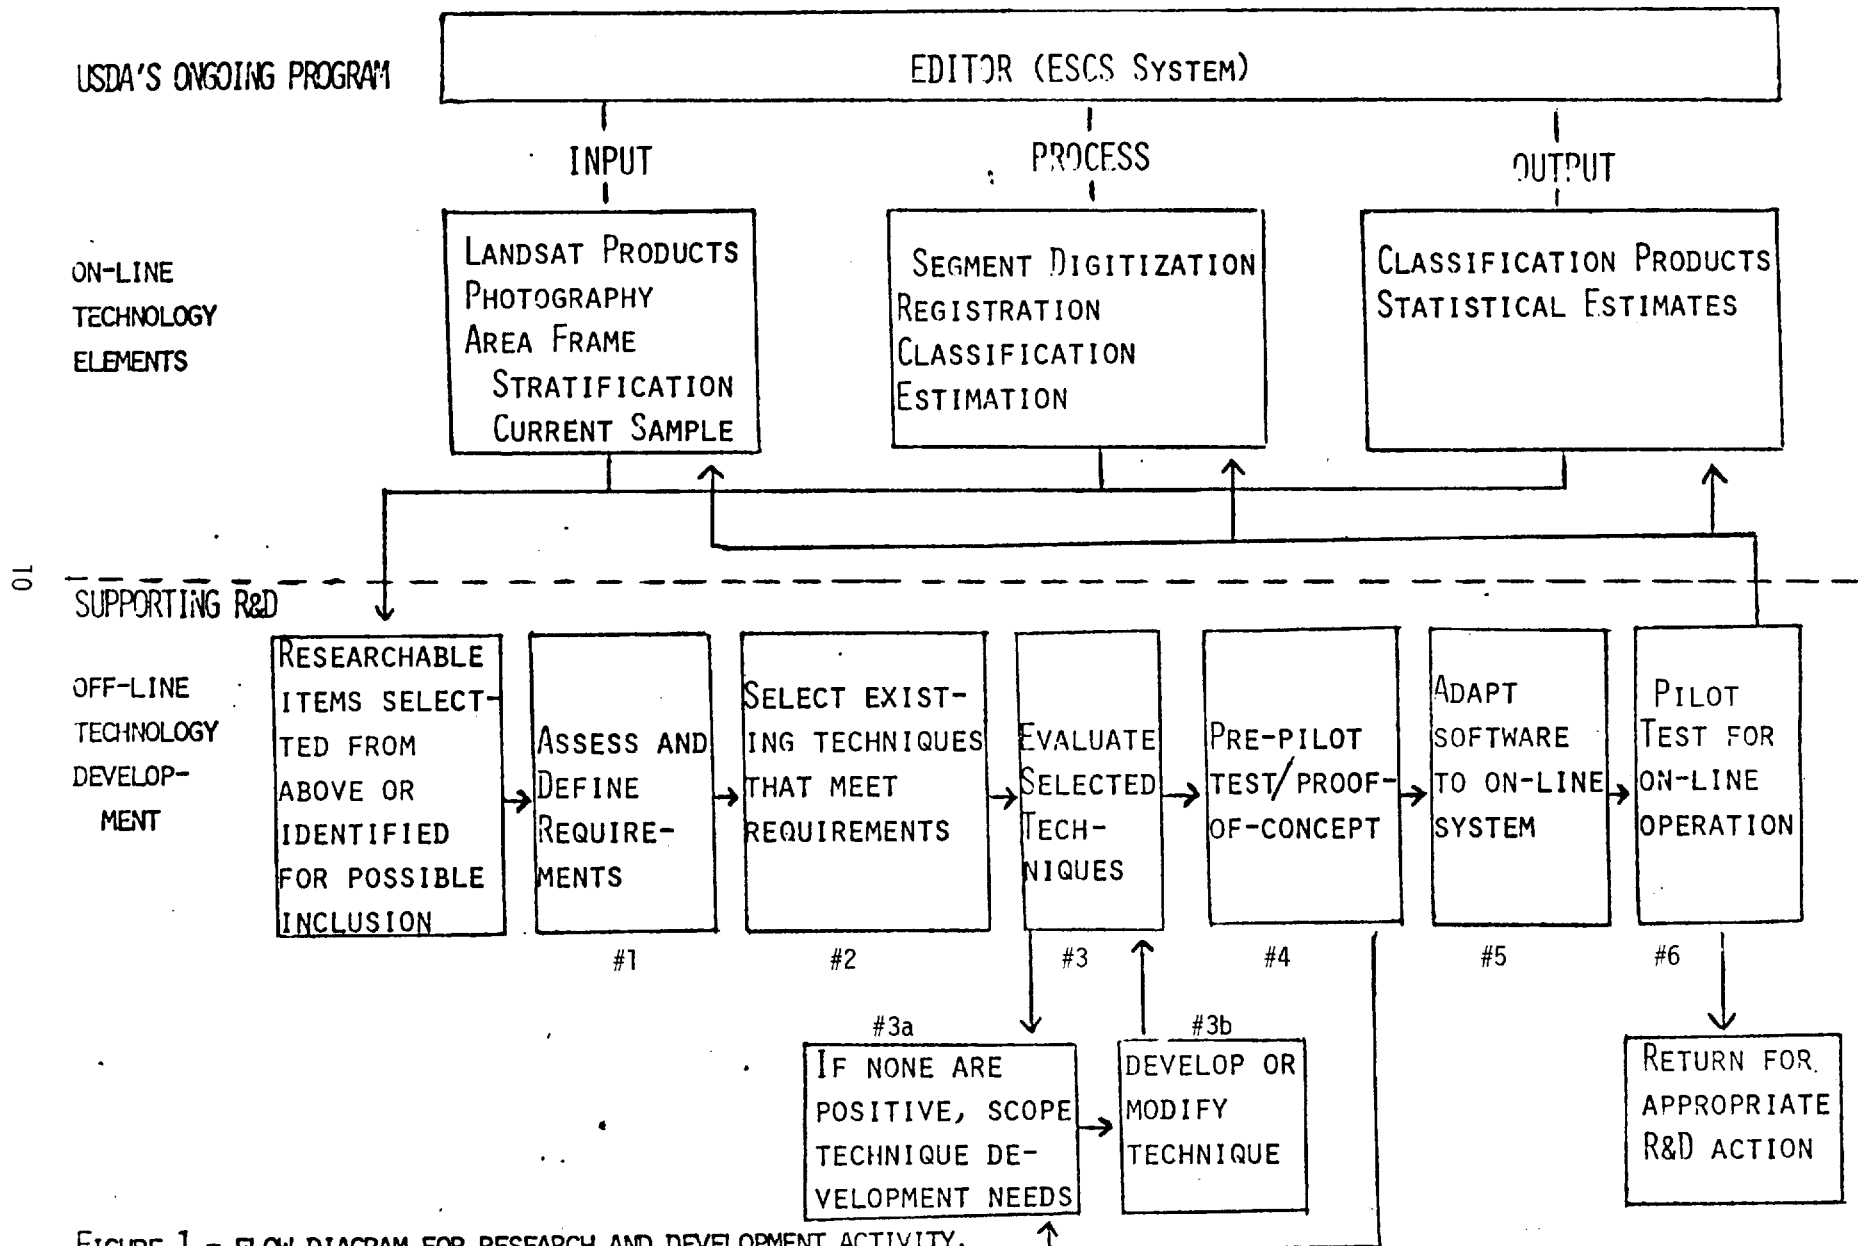 USDA'S ONGOING PROGRAM
EDITOR (ESCS SYSTEM)
INPUT
PROCESS
OUTPUT
ON-LINE
TECHNOLOGY
ELEMENTS
LANDSAT PRODUCTS
PHOTOGRAPHY
AREA FRAME
STRATIFICATION
CURRENT SAMPLE
SEGMENT DIGITIZATION
REGISTRATION
CLASSIFICATION
ESTIMATION
CLASSIFICATION PRODUCTS
STATISTICAL ESTIMATES
10
SUPPORTING R&D
OFF-LINE
TECHNOLOGY
DEVELOP-
MENT
RESEARCHABLE
ITEMS SELECT-
TED FROM
ABOVE OR
IDENTIFIED
FOR POSSIBLE
INCLUSION
ASSESS AND
DEFINE
REQUIRE-
MENTS
#1
SELECT EXIST-
ING TECHNIQUES
THAT MEET
REQUIREMENTS
#2
EVALUATE
SELECTED
TECH-
NIQUES
#3
PRE-PILOT
TEST/PROOF-
OF-CONCEPT
#4
ADAPT
SOFTWARE
TO ON-LINE
SYSTEM
#5
PILOT
TEST FOR
ON-LINE
OPERATION
#6
#3a
IF NONE ARE
POSITIVE, SCOPE
TECHNIQUE DE-
VELOPMENT NEEDS
#3b
DEVELOP OR
MODIFY
TECHNIQUE
RETURN FOR
APPROPRIATE
R&D ACTION
FIGURE 1 - FLOW DIAGRAM FOR RESEARCH AND DEVELOPMENT ACTIVITY.